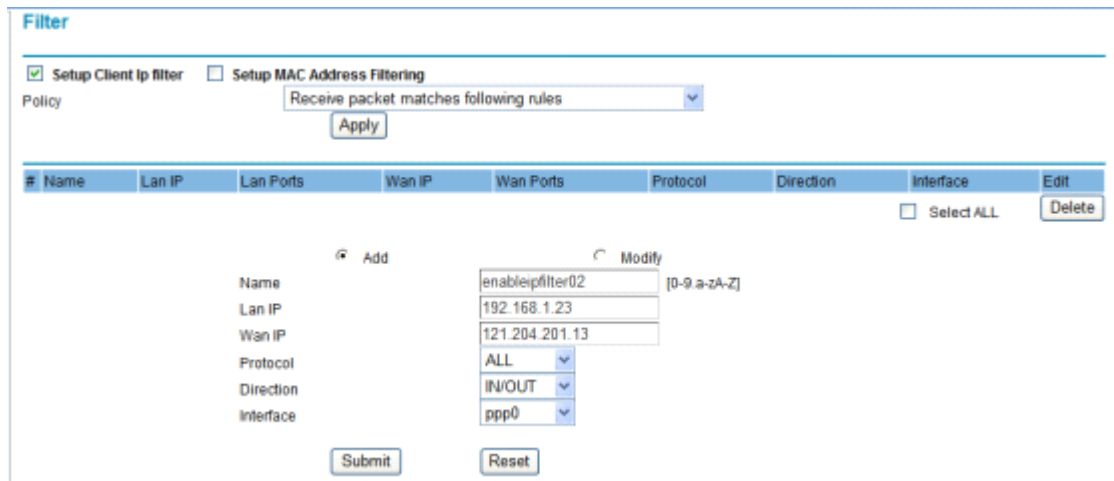 Filter
Setup Client Ip filter Setup MAC Address Filtering
Policy Receive packet matches following rules
Apply
# Name Lan IP Lan Ports Wan IP Wan Ports Protocol Direction Interface Edit
Select ALL Delete
Add Modify
Name enableipfilter02 [0-9.a-zA-Z]
Lan IP 192.168.1.23
Wan IP 121.204.201.13
Protocol ALL
Direction IN/OUT
Interface ppp0
Submit Reset